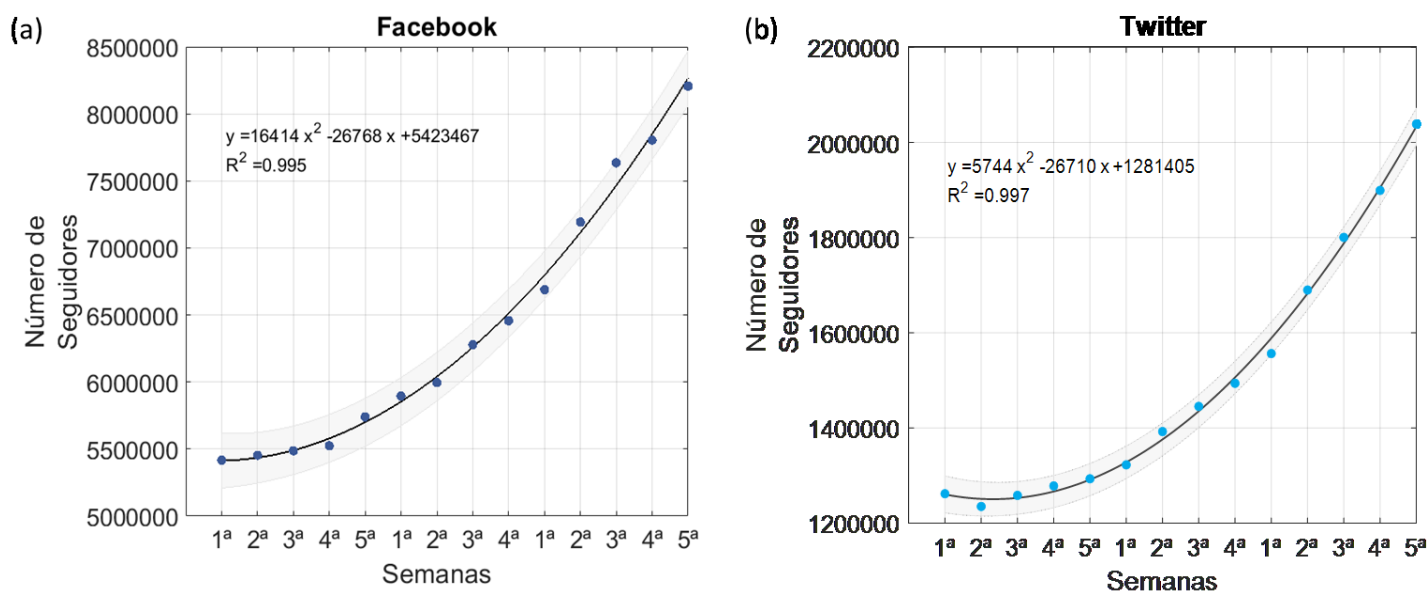 (a)
Facebook
8500000
8000000
7500000
7000000
6500000
6000000
5500000
5000000
Número de
Seguidores
y =16414 x² -26768 x +5423467
R² =0.995
1ª 2ª 3ª 4ª 5ª 1ª 2ª 3ª 4ª 1ª 2ª 3ª 4ª 5ª
Semanas
(b)
Twitter
2200000
2000000
1800000
1600000
1400000
1200000
Número de
Seguidores
y =5744 x² -26710 x +1281405
R² =0.997
1ª 2ª 3ª 4ª 5ª 1ª 2ª 3ª 4ª 1ª 2ª 3ª 4ª 5ª
Semanas